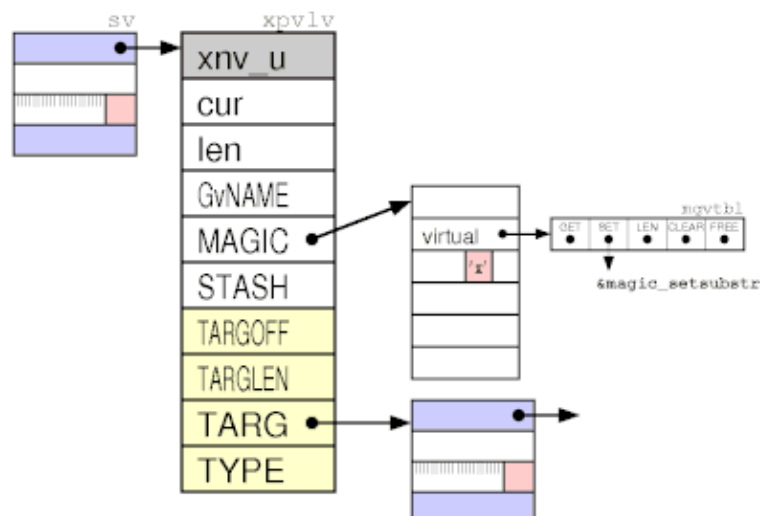 sv
xpvlv
xnv_u
cur
len
GvNAME
MAGIC
STASH
TARGOFF
TARGLEN
TARG
TYPE
virtual
'x'
mgvtbl
GET SET LEN CLEAR FREE
&magic_setsubstr